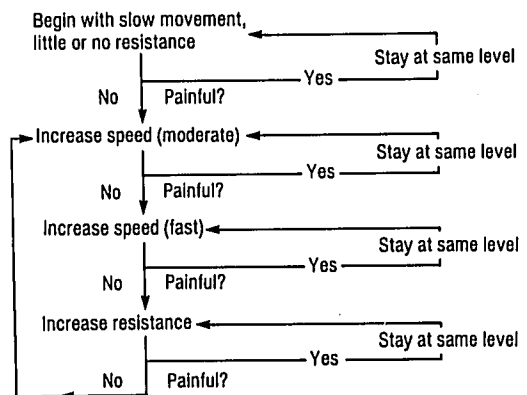 Begin with slow movement,
little or no resistance
Stay at same level
Yes
No Painful?
Increase speed (moderate)
Stay at same level
Yes
No Painful?
Increase speed (fast)
Stay at same level
Yes
No Painful?
Increase resistance
Stay at same level
Yes
No Painful?